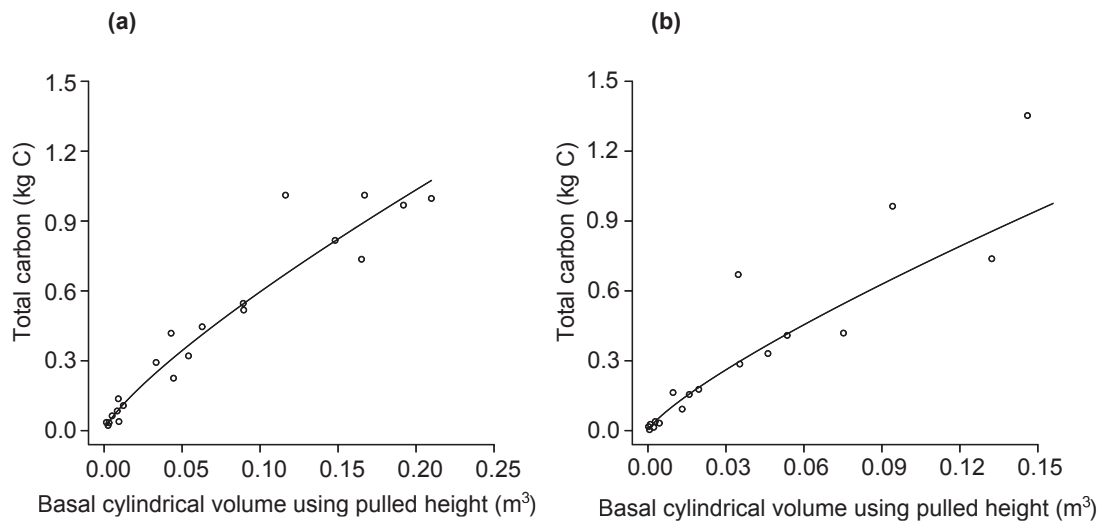 (a)
1.5
1.2
0.9
0.6
0.3
0.0
Total carbon (kg C)
0.00 0.05 0.10 0.15 0.20 0.25
Basal cylindrical volume using pulled height (m³)
(b)
1.5
1.2
0.9
0.6
0.3
0.0
Total carbon (kg C)
0.00 0.03 0.06 0.09 0.12 0.15
Basal cylindrical volume using pulled height (m³)